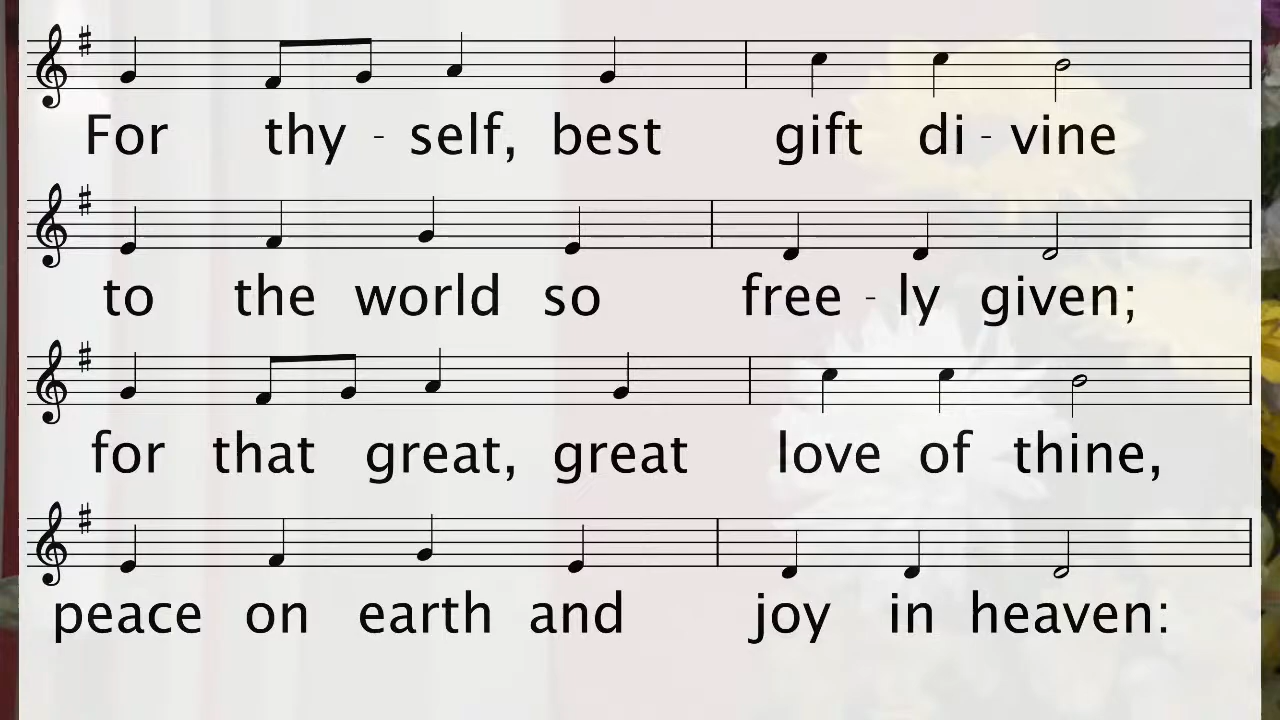 For thy - self, best gift di - vine
to the world so free - ly given;
for that great, great love of thine,
peace on earth and joy in heaven: